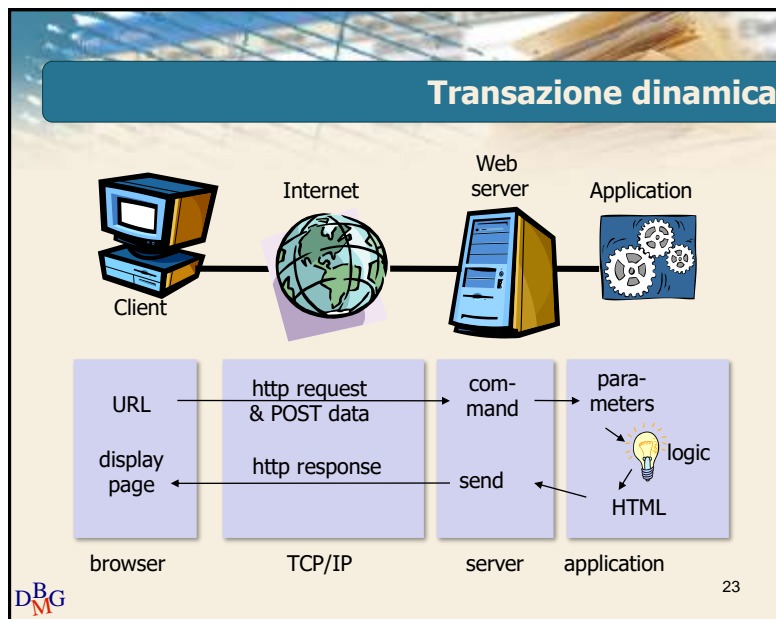 Transazione dinamica
Internet
Web
server
Application
Client
URL
http request
& POST data
com-
mand
para-
meters
logic
display
page
http response
send
HTML
browser
TCP/IP
server
application
23
DBMG